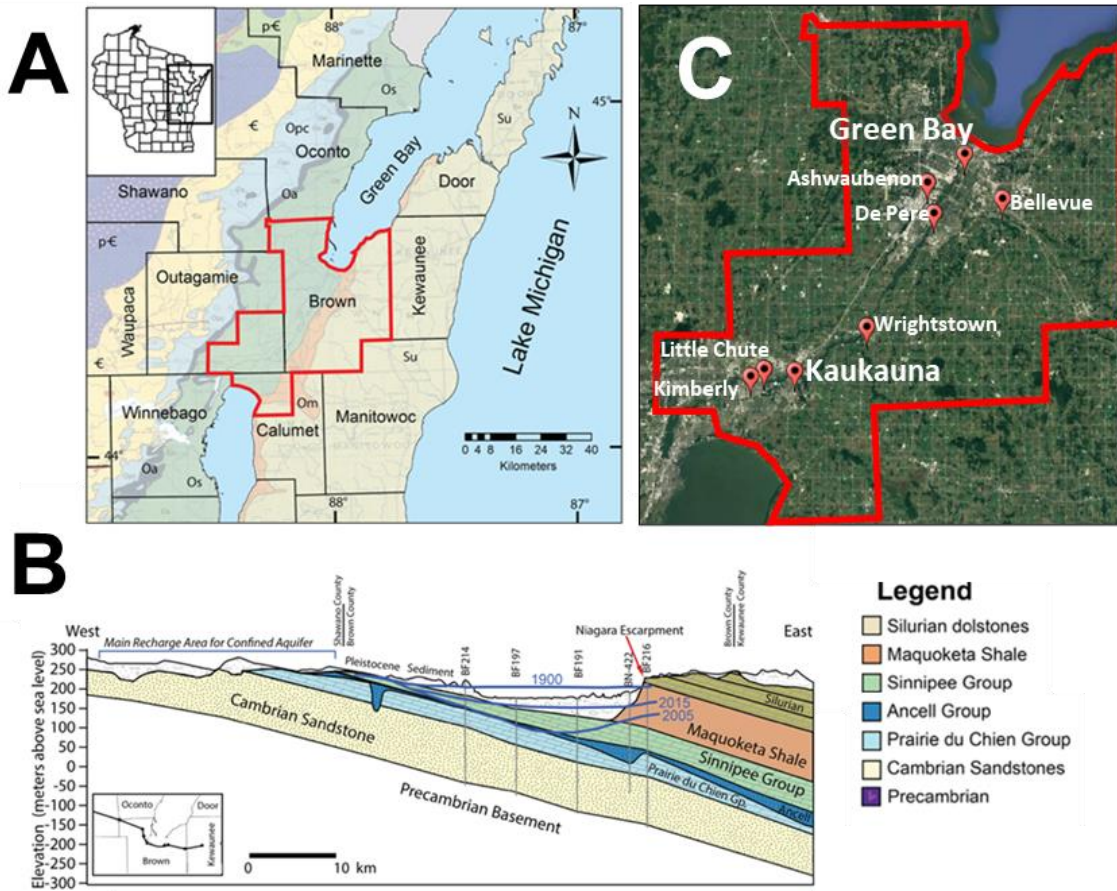 A
88°
87°
45°
p€
€
Marinette
Os
Opc
Oconto
Oa
Shawano
Green Bay
Su
N
Door
p€
Outagamie
Waupaca
€
Brown
Kewaunee
Lake Michigan
Su
Winnebago
Om
Manitowoc
Calumet
0 4 8 16 24 32 40
Kilometers
44°
Oa
Os
88°
87°
C
Green Bay
Ashwaubenon
De Pere
Bellevue
Wrightstown
Little Chute
Kimberly
Kaukauna
B
West
Main Recharge Area for Confined Aquifer
Shawano County
Brown County
Pleistocene Sediment
BF214
BF197
BF191
BN-422
BF216
Niagara Escarpment
Brown County
Kewaunee County
East
Elevation (meters above sea level)
300
250
200
150
100
50
0
-50
-100
-150
-200
-250
-300
1900
2015
2005
Silurian
Maquoketa Shale
Sinnipee Group
Prairie du Chien Gp.
Ancell
Cambrian Sandstone
Precambrian Basement
Oconto
Door
Brown
Kewaunee
0 10 km
Legend
Silurian dolstones
Maquoketa Shale
Sinnipee Group
Ancell Group
Prairie du Chien Group
Cambrian Sandstones
Precambrian